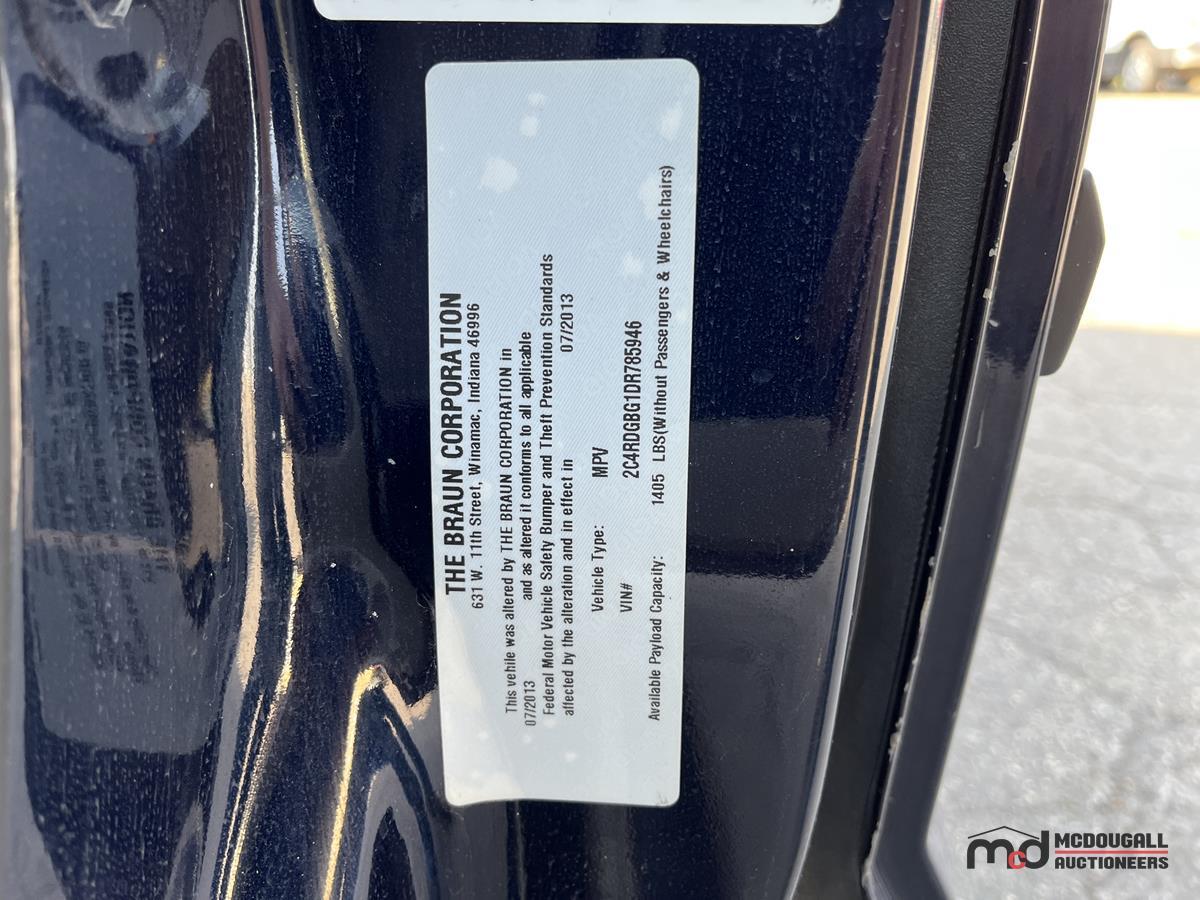 THE BRAUN CORPORATION
631 W. 11th Street, Winamac, Indiana 46996
This vehile was altered by THE BRAUN CORPORATION in
07/2013 and as altered it conforms to all applicable
Federal Motor Vehicle Safety Bumper and Theft Prevention Standards
affected by the alteration and in effect in 07/2013
Vehicle Type: MPV
VIN# 2C4RDGBG1DR785946
Available Payload Capacity: 1405 LBS(Without Passengers & Wheelchairs)
mcd MCDOUGALL
AUCTIONEERS